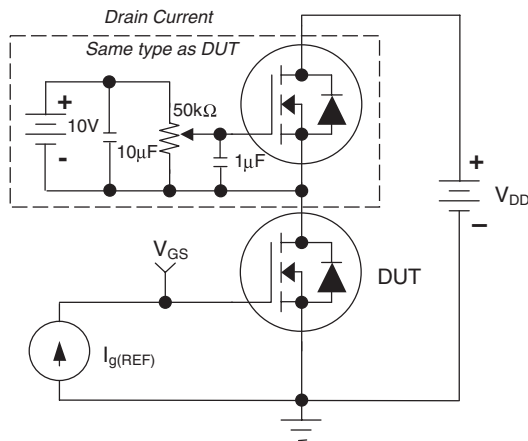 Drain Current
Same type as DUT
+
10V
-
10μF
50kΩ
1μF
+
V_DD
−
V_GS
DUT
I_g(REF)